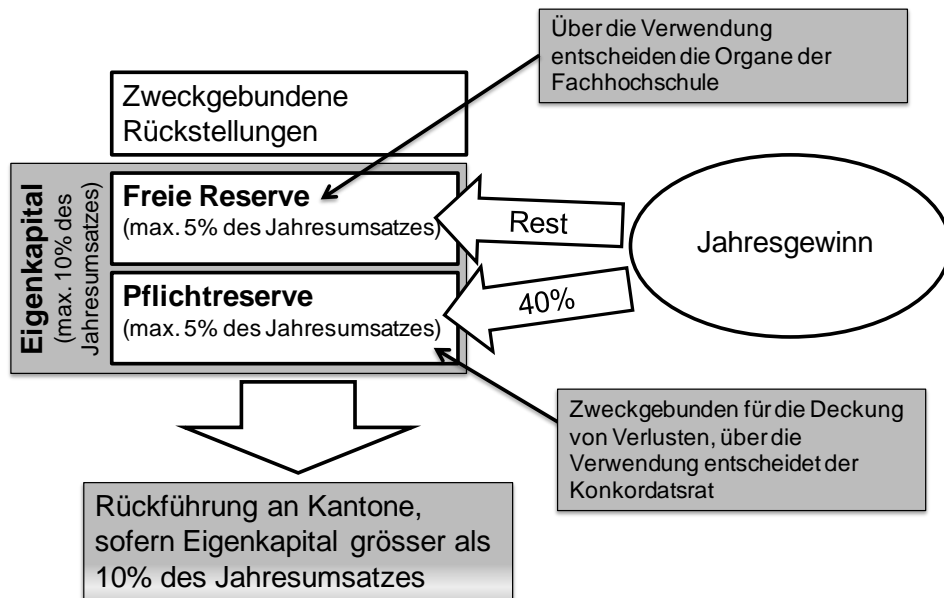 Über die Verwendung
entscheiden die Organe der
Fachhochschule
Zweckgebundene
Rückstellungen
Eigenkapital
(max. 10% des
Jahresumsatzes)
Freie Reserve
(max. 5% des Jahresumsatzes)
Rest
Jahresgewinn
Pflichtreserve
(max. 5% des Jahresumsatzes)
40%
Zweckgebunden für die Deckung
von Verlusten, über die
Verwendung entscheidet der
Konkordatsrat
Rückführung an Kantone,
sofern Eigenkapital grösser als
10% des Jahresumsatzes